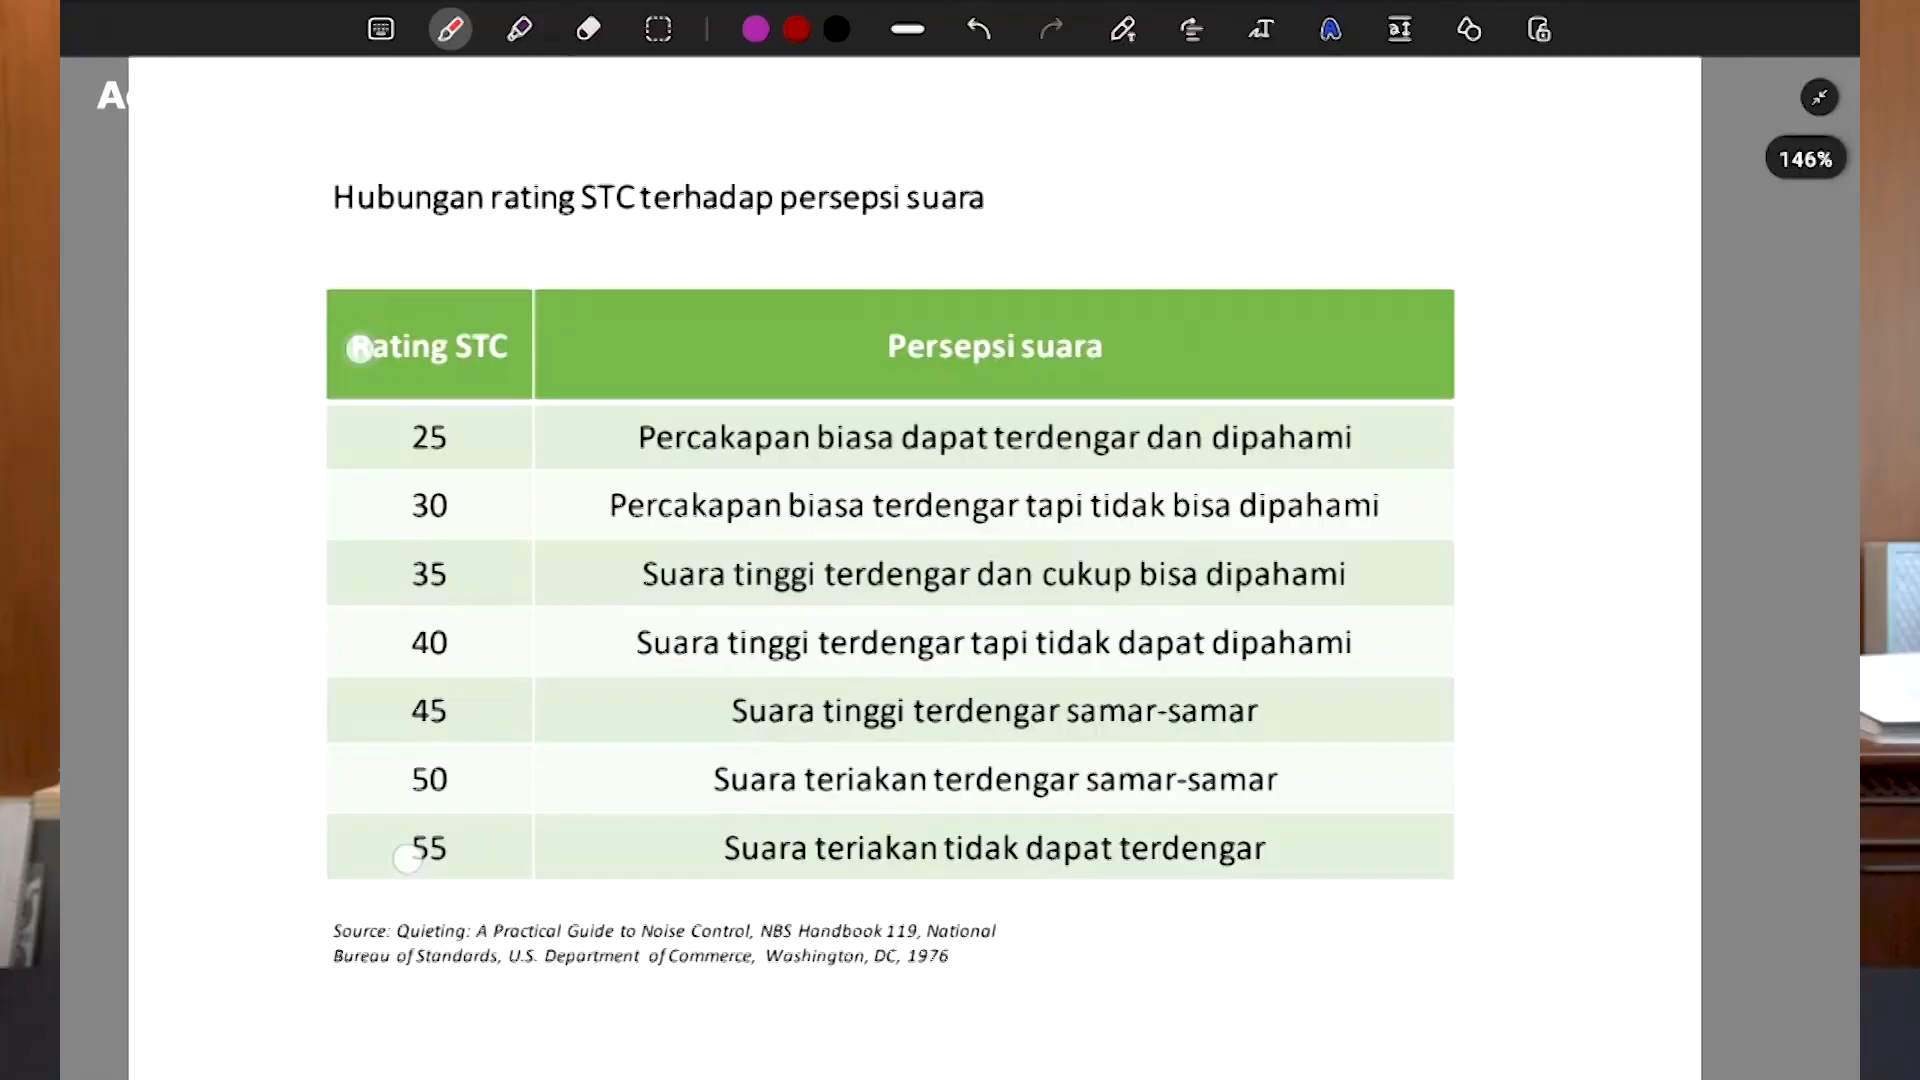 146%
Hubungan rating STC terhadap persepsi suara
Rating STC
Persepsi suara
25
Percakapan biasa dapat terdengar dan dipahami
30
Percakapan biasa terdengar tapi tidak bisa dipahami
35
Suara tinggi terdengar dan cukup bisa dipahami
40
Suara tinggi terdengar tapi tidak dapat dipahami
45
Suara tinggi terdengar samar-samar
50
Suara teriakan terdengar samar-samar
55
Suara teriakan tidak dapat terdengar
Source: Quieting: A Practical Guide to Noise Control, NBS Handbook 119, National
Bureau of Standards, U.S. Department of Commerce, Washington, DC, 1976